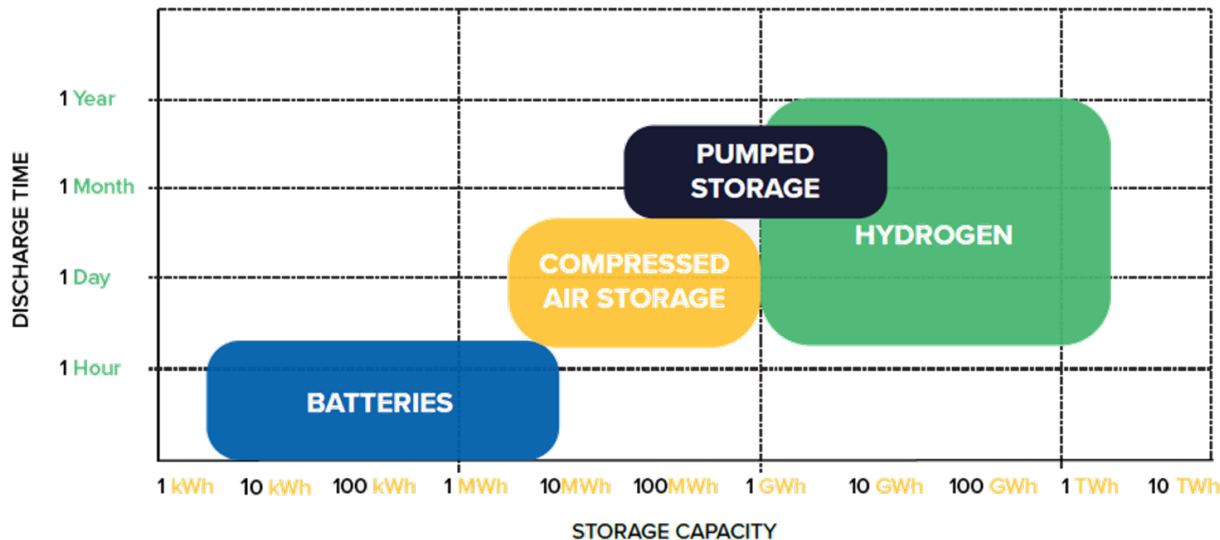 DISCHARGE TIME
1 Year
1 Month
1 Day
1 Hour
PUMPED
STORAGE
HYDROGEN
COMPRESSED
AIR STORAGE
BATTERIES
1 kWh 10 kWh 100 kWh 1 MWh 10MWh 100MWh 1 GWh 10 GWh 100 GWh 1 TWh 10 TWh
STORAGE CAPACITY